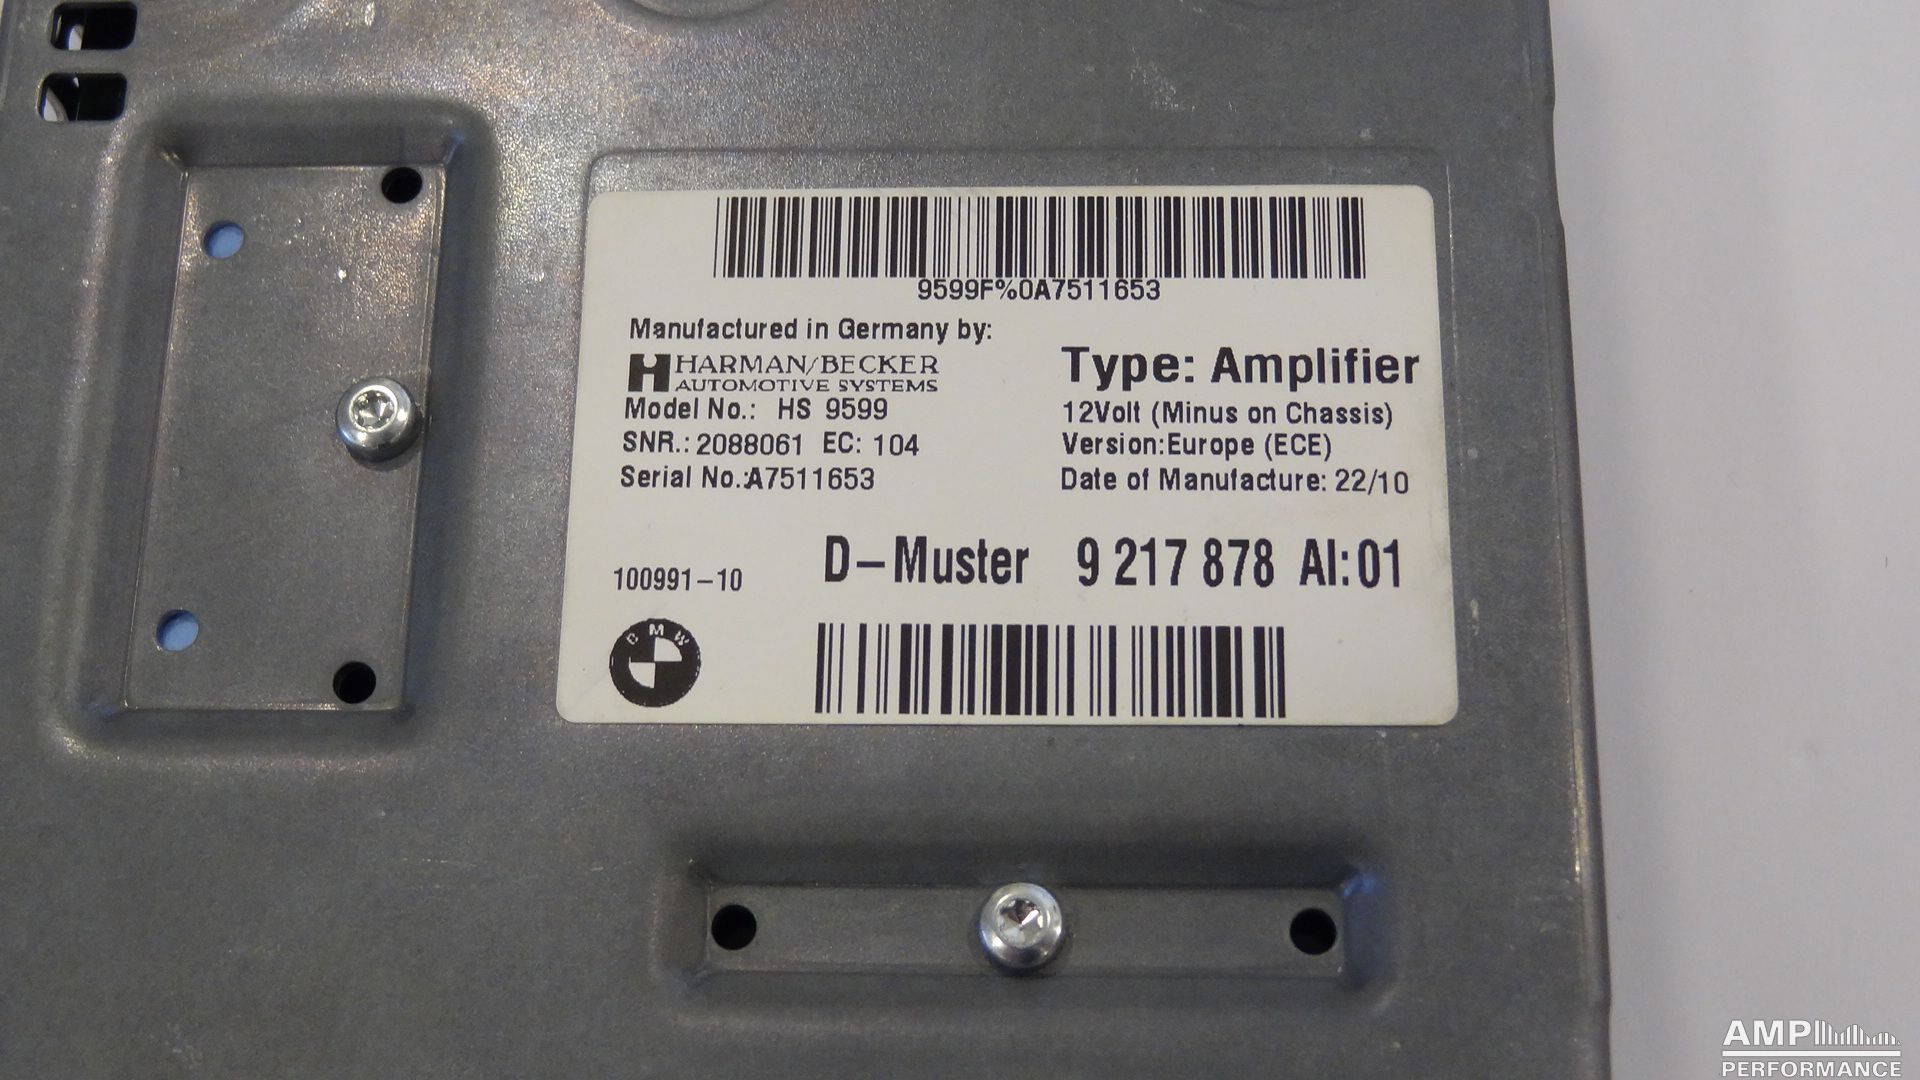 9599F%0A7511653
Manufactured in Germany by:
HARMAN/BECKER
AUTOMOTIVE SYSTEMS
Model No.: HS 9599
SNR.: 2088061 EC: 104
Serial No.:A7511653
Type: Amplifier
12Volt (Minus on Chassis)
Version:Europe (ECE)
Date of Manufacture: 22/10
D-Muster 9 217 878 AI:01
100991-10
BMW
AMP
PERFORMANCE